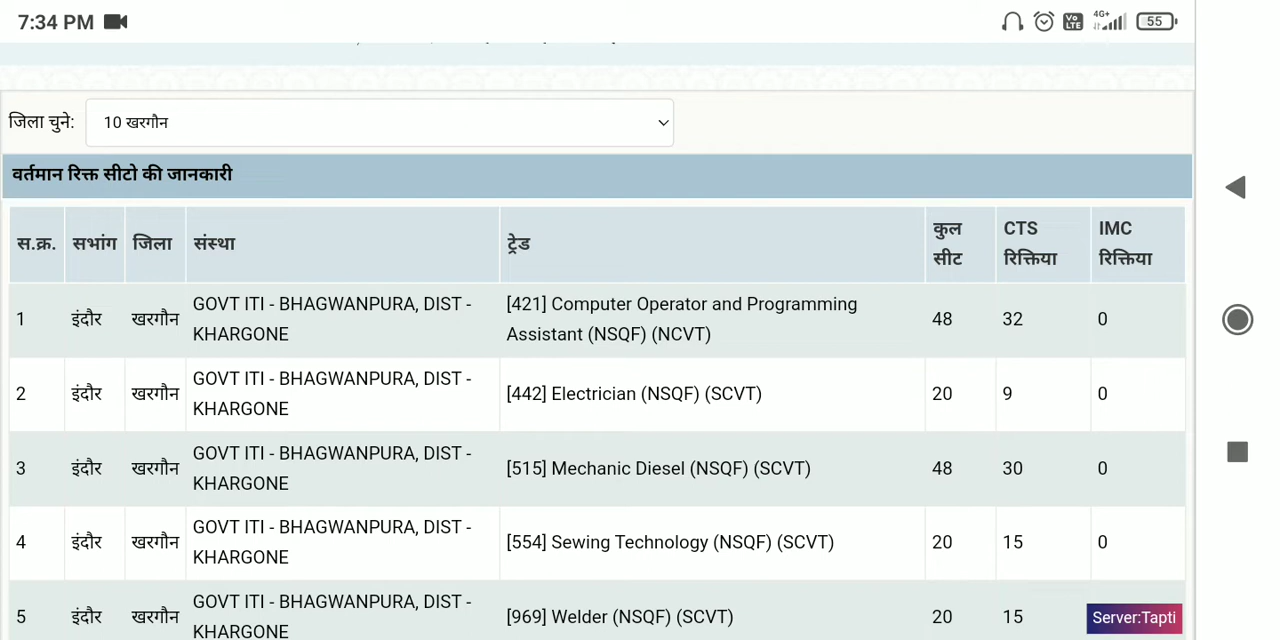 7:34 PM
Vo LTE 4G+ 55
जिला चुने: 10 खरगौन
वर्तमान रिक्त सीटो की जानकारी
स.क्र. सभांग जिला संस्था ट्रेड कुल सीट CTS रिक्तिया IMC रिक्तिया
1 इंदौर खरगौन GOVT ITI - BHAGWANPURA, DIST - KHARGONE [421] Computer Operator and Programming Assistant (NSQF) (NCVT) 48 32 0
2 इंदौर खरगौन GOVT ITI - BHAGWANPURA, DIST - KHARGONE [442] Electrician (NSQF) (SCVT) 20 9 0
3 इंदौर खरगौन GOVT ITI - BHAGWANPURA, DIST - KHARGONE [515] Mechanic Diesel (NSQF) (SCVT) 48 30 0
4 इंदौर खरगौन GOVT ITI - BHAGWANPURA, DIST - KHARGONE [554] Sewing Technology (NSQF) (SCVT) 20 15 0
5 इंदौर खरगौन GOVT ITI - BHAGWANPURA, DIST - KHARGONE [969] Welder (NSQF) (SCVT) 20 15
Server:Tapti